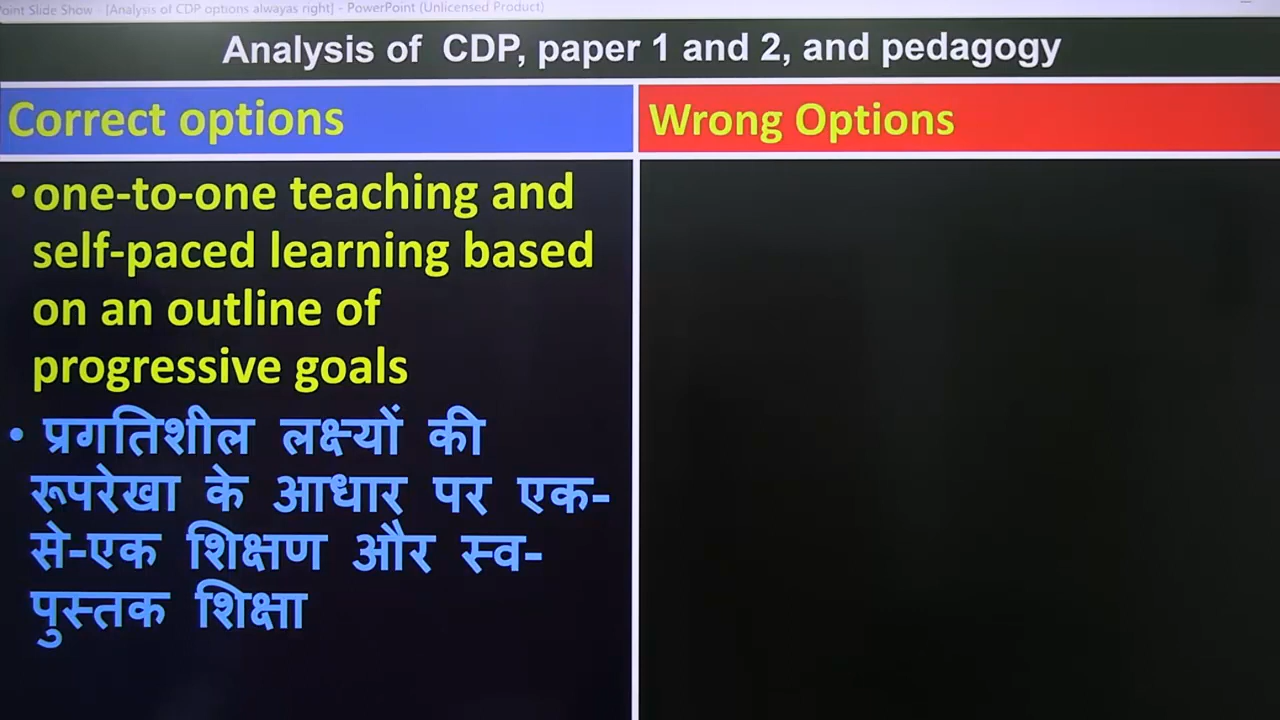 oint Slide Show - [Analysis of CDP options alwayas right] - PowerPoint (Unlicensed Product)
Analysis of CDP, paper 1 and 2, and pedagogy
Correct options
Wrong Options
•one-to-one teaching and
self-paced learning based
on an outline of
progressive goals
• प्रगतिशील लक्ष्यों की
रूपरेखा के आधार पर एक-
से-एक शिक्षण और स्व-
पुस्तक शिक्षा